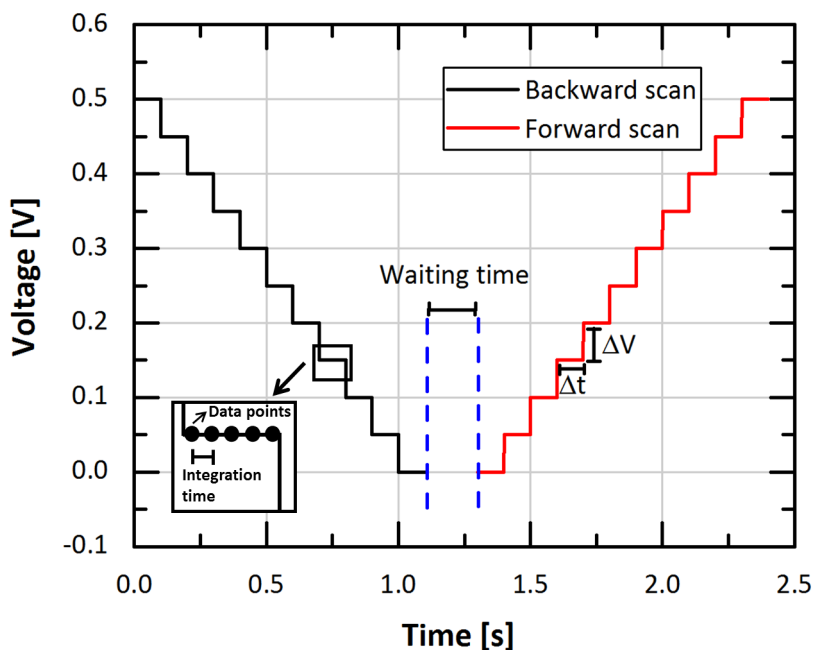 0.6
0.5
0.4
0.3
0.2
0.1
0.0
-0.1
Voltage [V]
Backward scan
Forward scan
Waiting time
ΔV
Δt
Data points
Integration
time
0.0 0.5 1.0 1.5 2.0 2.5
Time [s]